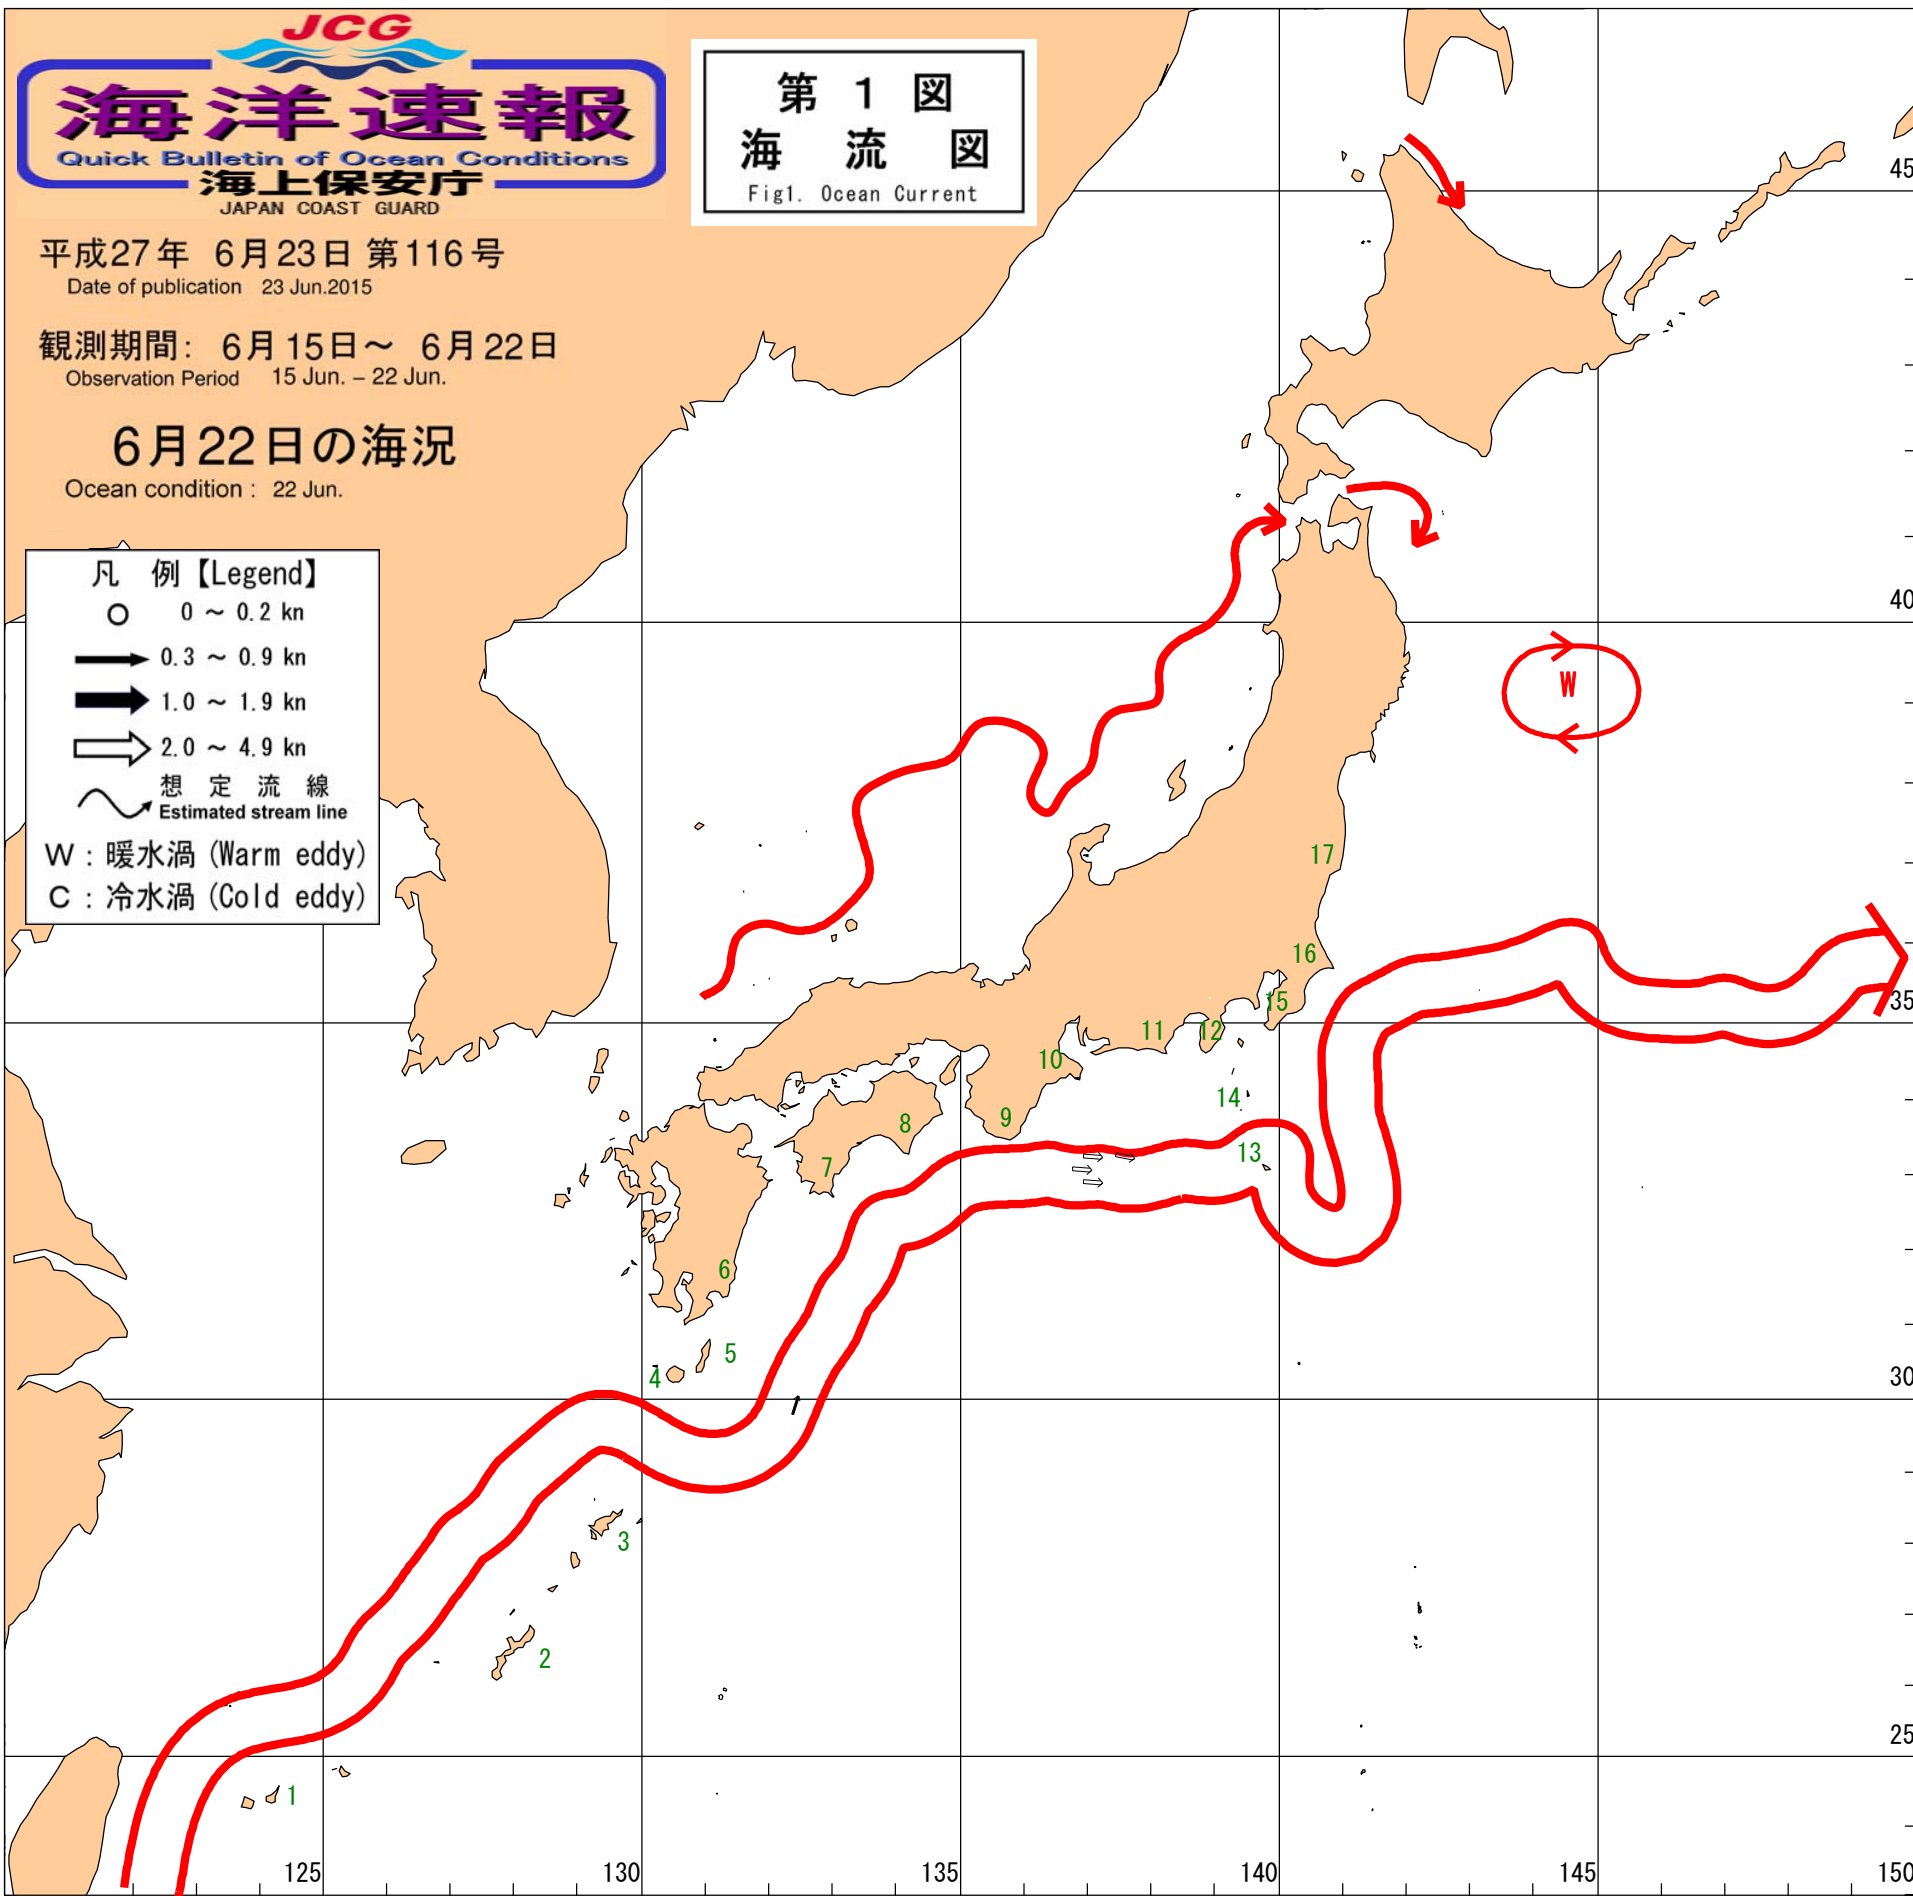 JCG
海洋速報
Quick Bulletin of Ocean Conditions
海上保安庁
JAPAN COAST GUARD
第 1 図
海 流 図
Fig1. Ocean Current
平成27年 6月23日 第116号
Date of publication 23 Jun.2015
観測期間: 6月15日～ 6月22日
Observation Period 15 Jun. – 22 Jun.
6月22日の海況
Ocean condition : 22 Jun.
凡 例【Legend】
0 ～ 0.2 kn
0.3 ～ 0.9 kn
1.0 ～ 1.9 kn
2.0 ～ 4.9 kn
想 定 流 線
Estimated stream line
W : 暖水渦 (Warm eddy)
C : 冷水渦 (Cold eddy)
45
40
W
17
16
35
15
12
11
10
14
9
8
13
7
6
5
4
30
3
2
25
1
125
130
135
140
145
150